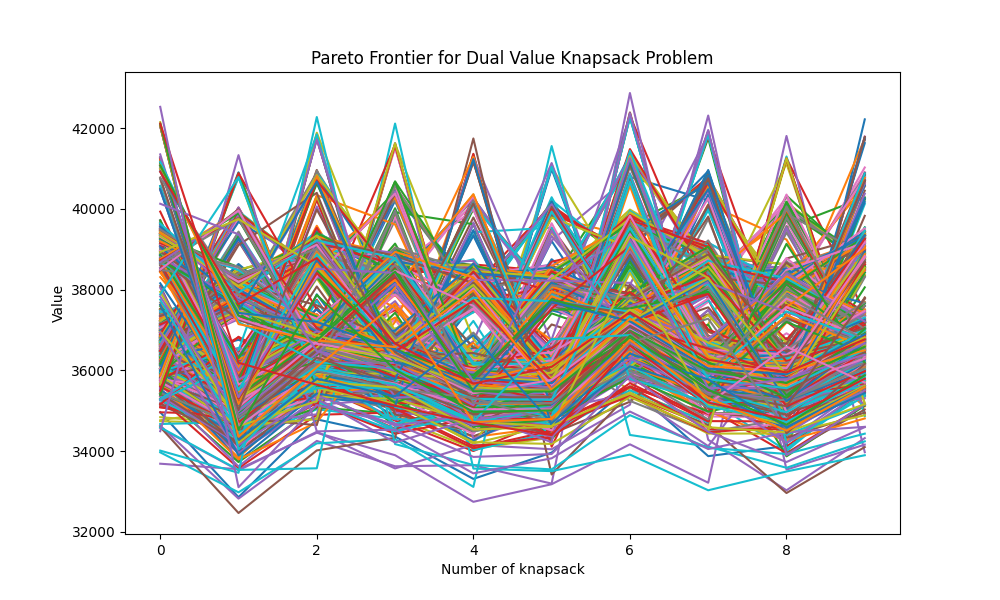 Pareto Frontier for Dual Value Knapsack Problem
42000
40000
38000
36000
34000
32000
Value
0 2 4 6 8
Number of knapsack